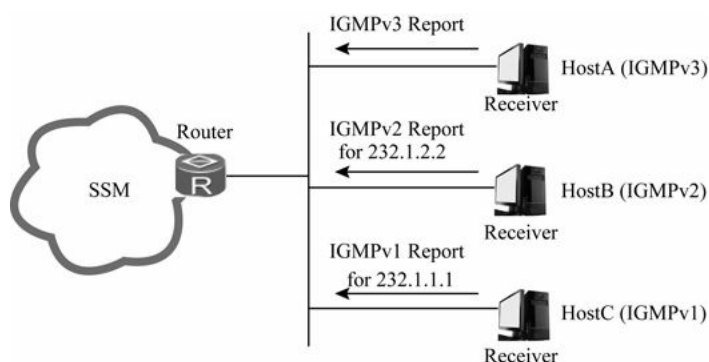 IGMPv3 Report
HostA (IGMPv3)
Receiver
Router
R
SSM
IGMPv2 Report
for 232.1.2.2
HostB (IGMPv2)
Receiver
IGMPv1 Report
for 232.1.1.1
HostC (IGMPv1)
Receiver